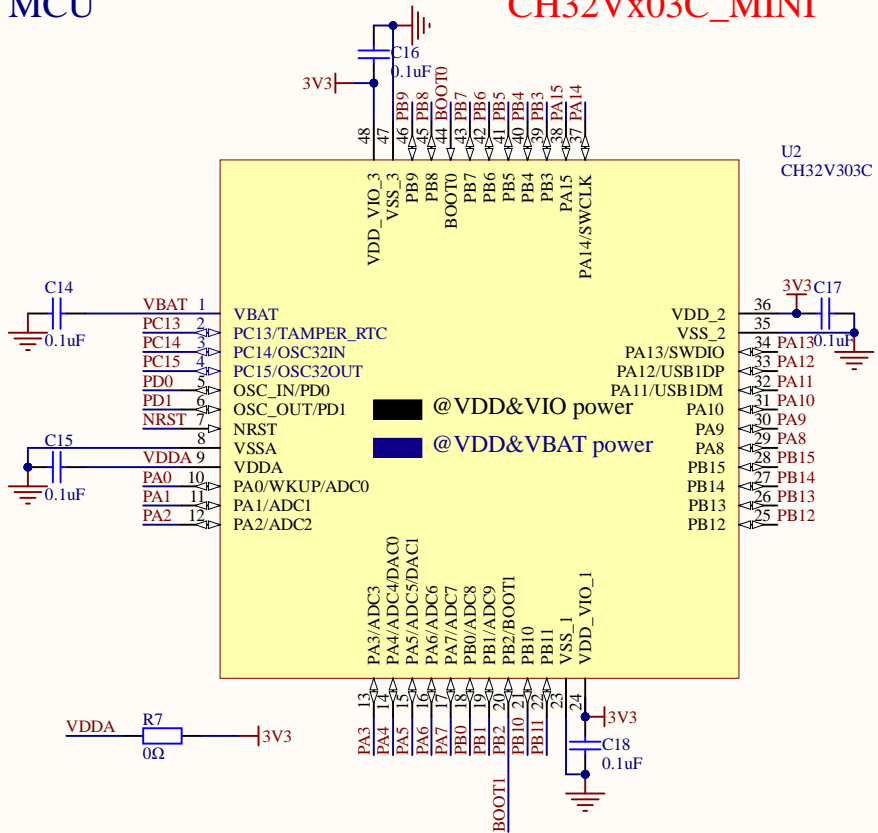 MCU
CH32Vx03C_MINI
C16
0.1uF
3V3
PB9
PB8
BOOT0
PB7
PB6
PB5
PB4
PB3
PA15
PA14
48
47
46
45
44
43
42
41
40
39
38
37
U2
CH32V303C
VDD_VIO_3
VSS_3
PB9
PB8
BOOT0
PB7
PB6
PB5
PB4
PB3
PA15
PA14/SWCLK
C14
0.1uF
VBAT 1 VBAT
PC13 2 PC13/TAMPER_RTC
PC14 3 PC14/OSC32IN
PC15 4 PC15/OSC32OUT
PD0 5 OSC_IN/PD0
PD1 6 OSC_OUT/PD1
NRST 7 NRST
8 VSSA
VDDA 9 VDDA
PA0 10 PA0/WKUP/ADC0
PA1 11 PA1/ADC1
PA2 12 PA2/ADC2
C15
0.1uF
@VDD&VIO power
@VDD&VBAT power
3V3
C17
0.1uF
VDD_2 36
VSS_2 35
PA13/SWDIO 34 PA13
PA12/USB1DP 33 PA12
PA11/USB1DM 32 PA11
PA10 31 PA10
PA9 30 PA9
PA8 29 PA8
PB15 28 PB15
PB14 27 PB14
PB13 26 PB13
PB12 25 PB12
PA3/ADC3
PA4/ADC4/DAC0
PA5/ADC5/DAC1
PA6/ADC6
PA7/ADC7
PB0/ADC8
PB1/ADC9
PB2/BOOT1
PB10
PB11
VSS_1
VDD_VIO_1
13
14
15
16
17
18
19
20
21
22
23
24
PA3
PA4
PA5
PA6
PA7
PB0
PB1
PB2
PB10
PB11
BOOT1
3V3
C18
0.1uF
VDDA
R7
0Ω
3V3